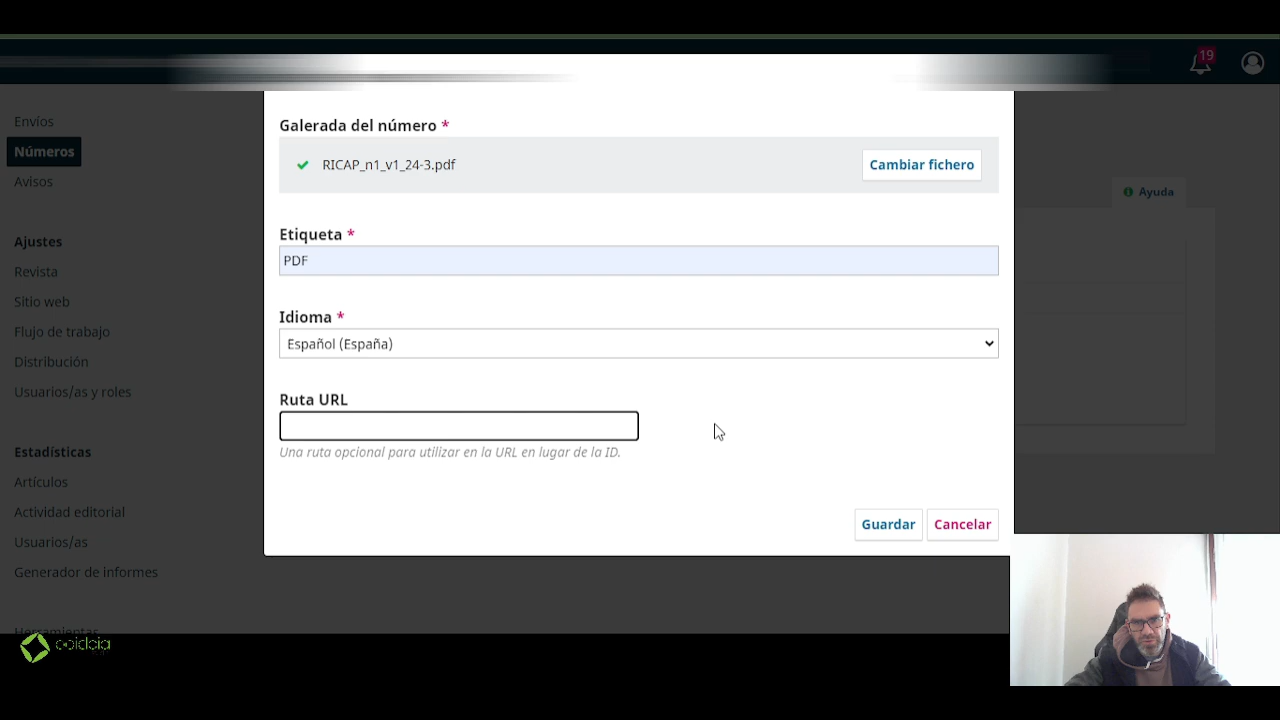 19
Envíos
Números
Avisos
Ajustes
Revista
Sitio web
Flujo de trabajo
Distribución
Usuarios/as y roles
Estadísticas
Artículos
Actividad editorial
Usuarios/as
Generador de informes
Herramientas
Galerada del número *
RICAP_n1_v1_24-3.pdf
Cambiar fichero
Etiqueta *
PDF
Idioma *
Español (España)
Ruta URL
Una ruta opcional para utilizar en la URL en lugar de la ID.
Guardar
Cancelar
Ayuda